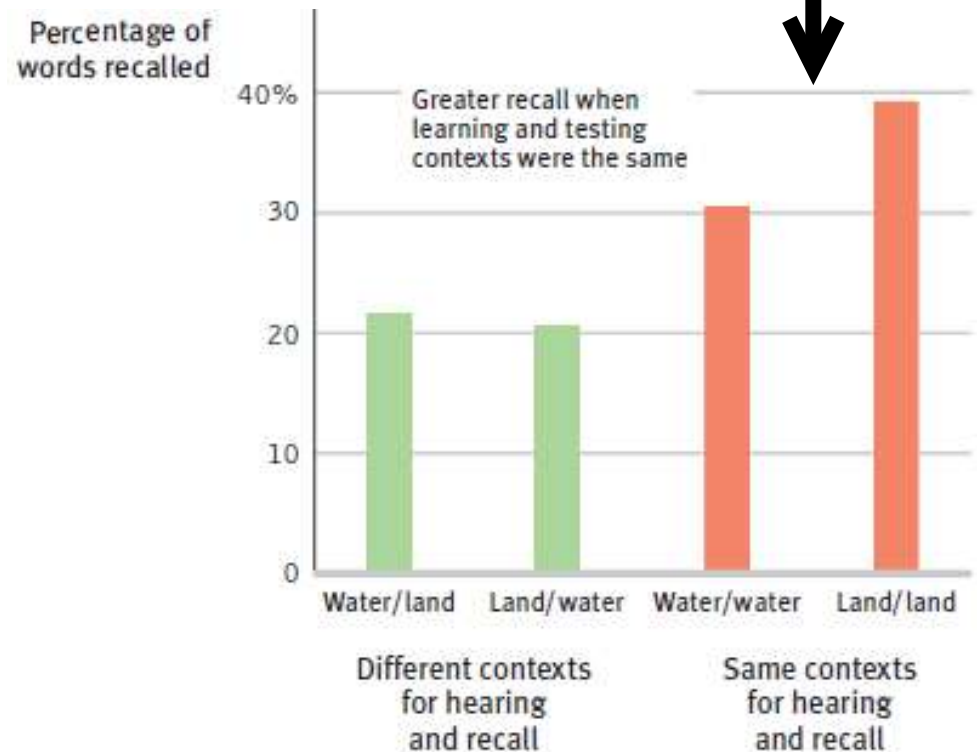 Percentage of
words recalled
40%
Greater recall when
learning and testing
contexts were the same
30
20
10
0
Water/land Land/water Water/water Land/land
Different contexts
for hearing
and recall
Same contexts
for hearing
and recall